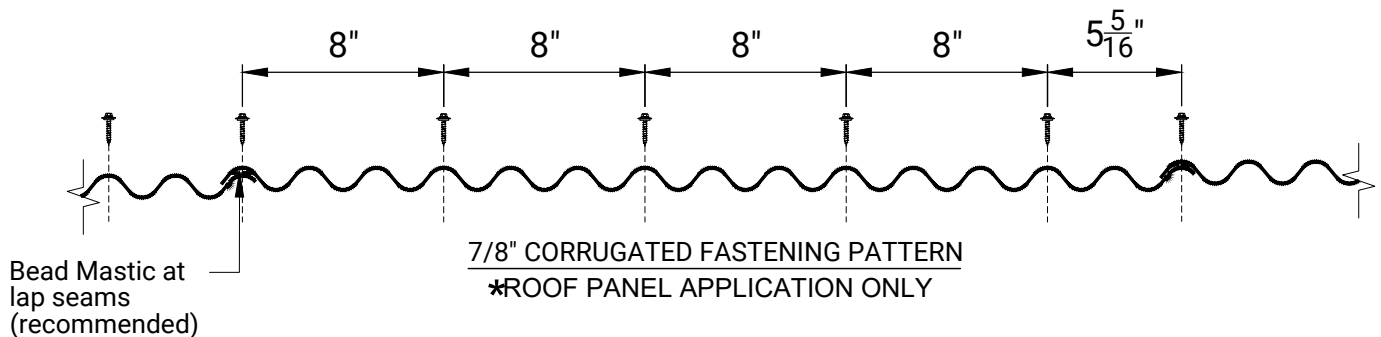 8" 8" 8" 8" 5 5/16"
7/8" CORRUGATED FASTENING PATTERN
*ROOF PANEL APPLICATION ONLY
Bead Mastic at
lap seams
(recommended)